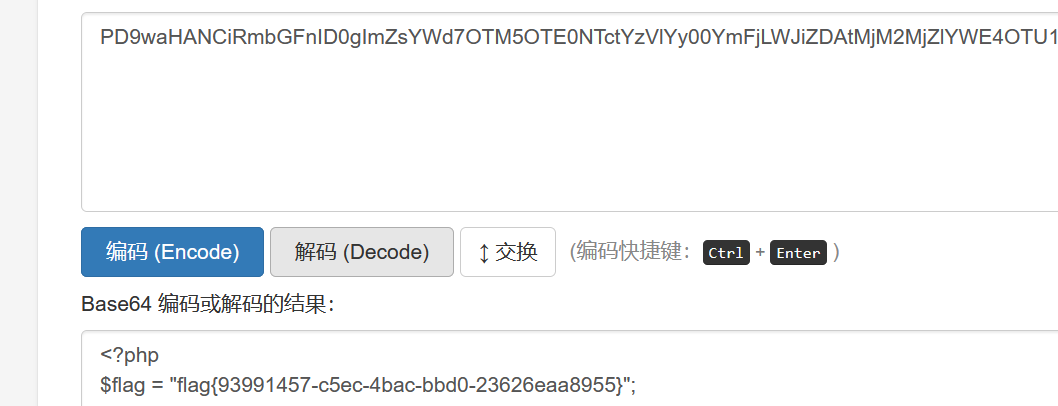 PD9waHANCiRmbGFnID0gImZsYWd7OTM5OTE0NTctYzVlYy00YmFjLWJiZDAtMjM2MjZlYWE4OTU1
编码 (Encode) 解码 (Decode) ↕ 交换 (编码快捷键: Ctrl + Enter )
Base64 编码或解码的结果:
<?php
$flag = "flag{93991457-c5ec-4bac-bbd0-23626eaa8955}";